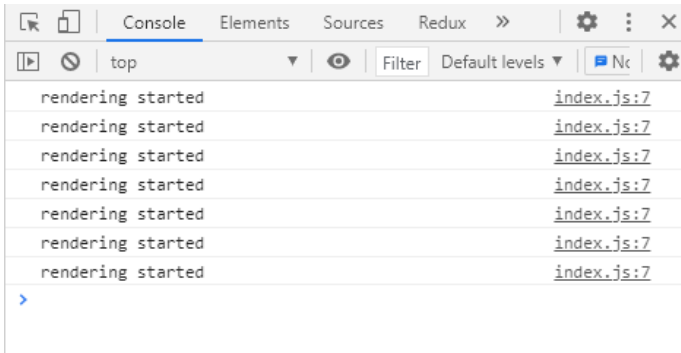 Console Elements Sources Redux »
top Filter Default levels ▼
rendering started index.js:7
rendering started index.js:7
rendering started index.js:7
rendering started index.js:7
rendering started index.js:7
rendering started index.js:7
rendering started index.js:7